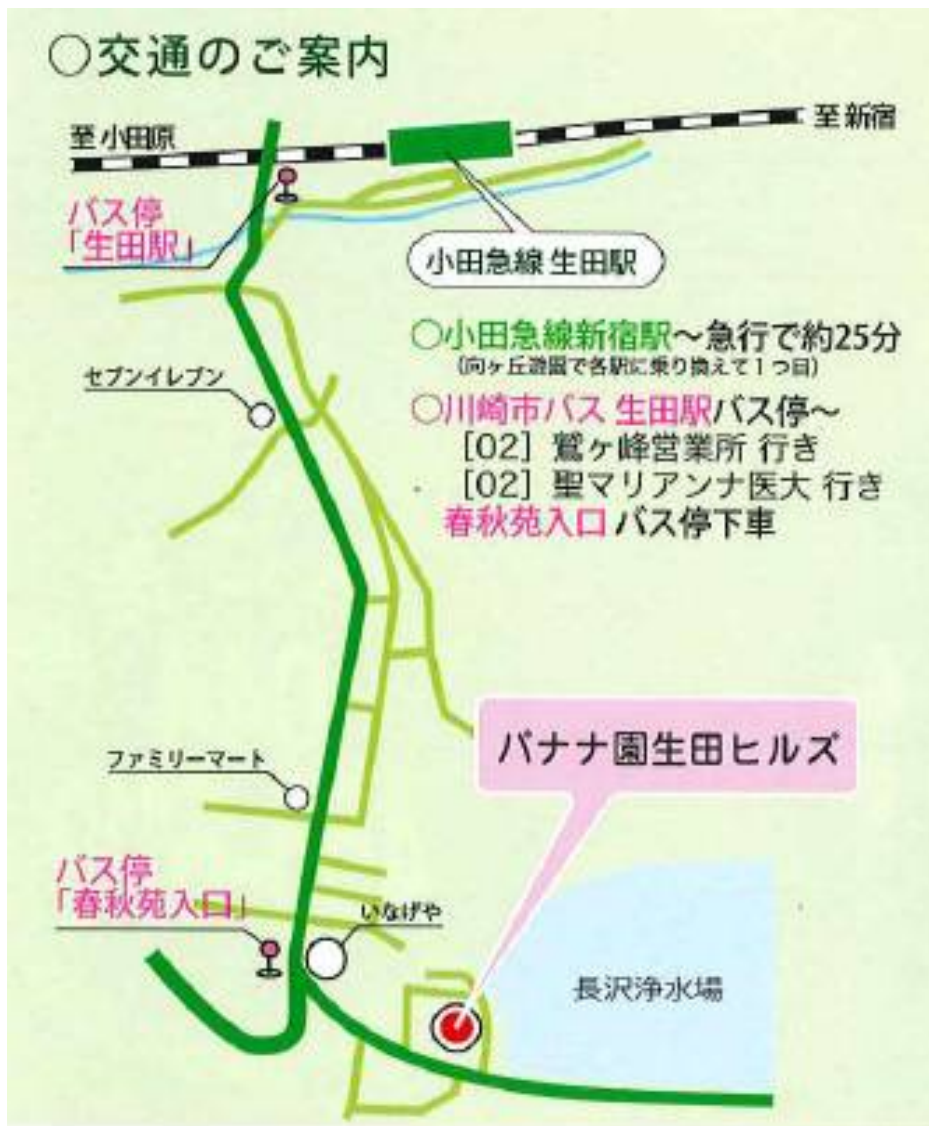 ○交通のご案内
至小田原
至新宿
バス停
「生田駅」
小田急線 生田駅
○小田急線新宿駅～急行で約25分
（向ヶ丘遊園で各駅に乗り換えて１つ目）
セブンイレブン
○川崎市バス 生田駅バス停～
［02］鷲ヶ峰営業所 行き
［02］聖マリアンナ医大 行き
春秋苑入口 バス停下車
バナナ園生田ヒルズ
ファミリーマート
バス停
「春秋苑入口」
いなげや
長沢浄水場